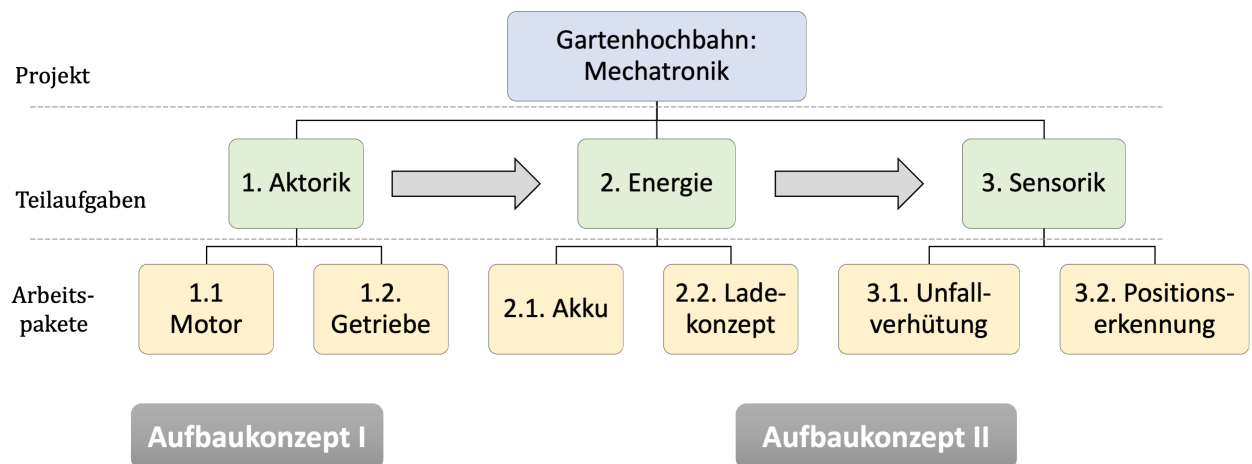 Gartenhochbahn:
Mechatronik
Projekt
Teilaufgaben
1. Aktorik
2. Energie
3. Sensorik
Arbeits-
pakete
1.1
Motor
1.2.
Getriebe
2.1. Akku
2.2. Lade-
konzept
3.1. Unfall-
verhütung
3.2. Positions-
erkennung
Aufbaukonzept I
Aufbaukonzept II